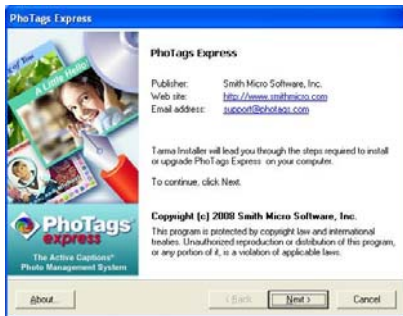 PhoTags Express
A Little Hello!
PhoTags Express
Publisher: Smith Micro Software, Inc.
Web site: http://www.smithmicro.com
Email address: support@photags.com
Tarma Installer will lead you through the steps required to install
or upgrade PhoTags Express on your computer.
To continue, click Next.
PhoTags
express
The Active Captions®
Photo Management System
Copyright (c) 2008 Smith Micro Software, Inc.
This program is protected by copyright law and international
treaties. Unauthorized reproduction or distribution of this program,
or any portion of it, is a violation of applicable laws.
About...
< Back
Next >
Cancel